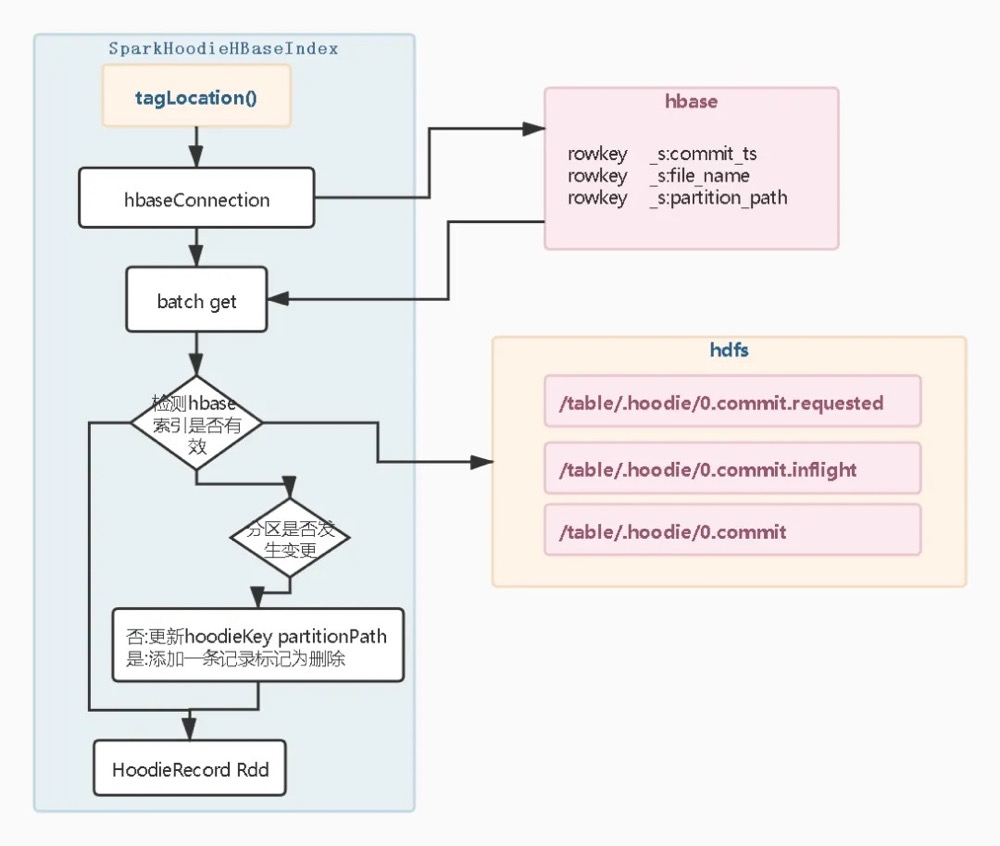 SparkHoodieHBaseIndex
tagLocation()
hbaseConnection
batch get
检测hbase
索引是否有
效
分区是否发
生变更
否:更新hoodieKey partitionPath
是:添加一条记录标记为删除
HoodieRecord Rdd
hbase
rowkey _s:commit_ts
rowkey _s:file_name
rowkey _s:partition_path
hdfs
/table/.hoodie/0.commit.requested
/table/.hoodie/0.commit.inflight
/table/.hoodie/0.commit